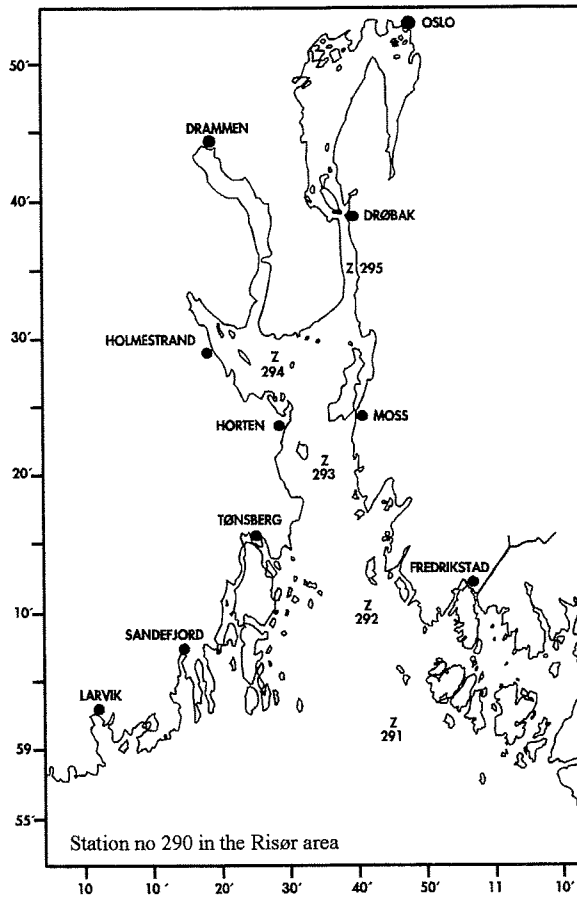 OSLO
50´
DRAMMEN
40´
DRØBAK
Z 295
30´
HOLMESTRAND
Z
294
MOSS
HORTEN
Z
293
20´
TØNSBERG
FREDRIKSTAD
10´
Z
292
SANDEFJORD
LARVIK
Z
291
59
55´
Station no 290 in the Risør area
10 10´ 20´ 30´ 40´ 50´ 11 10´